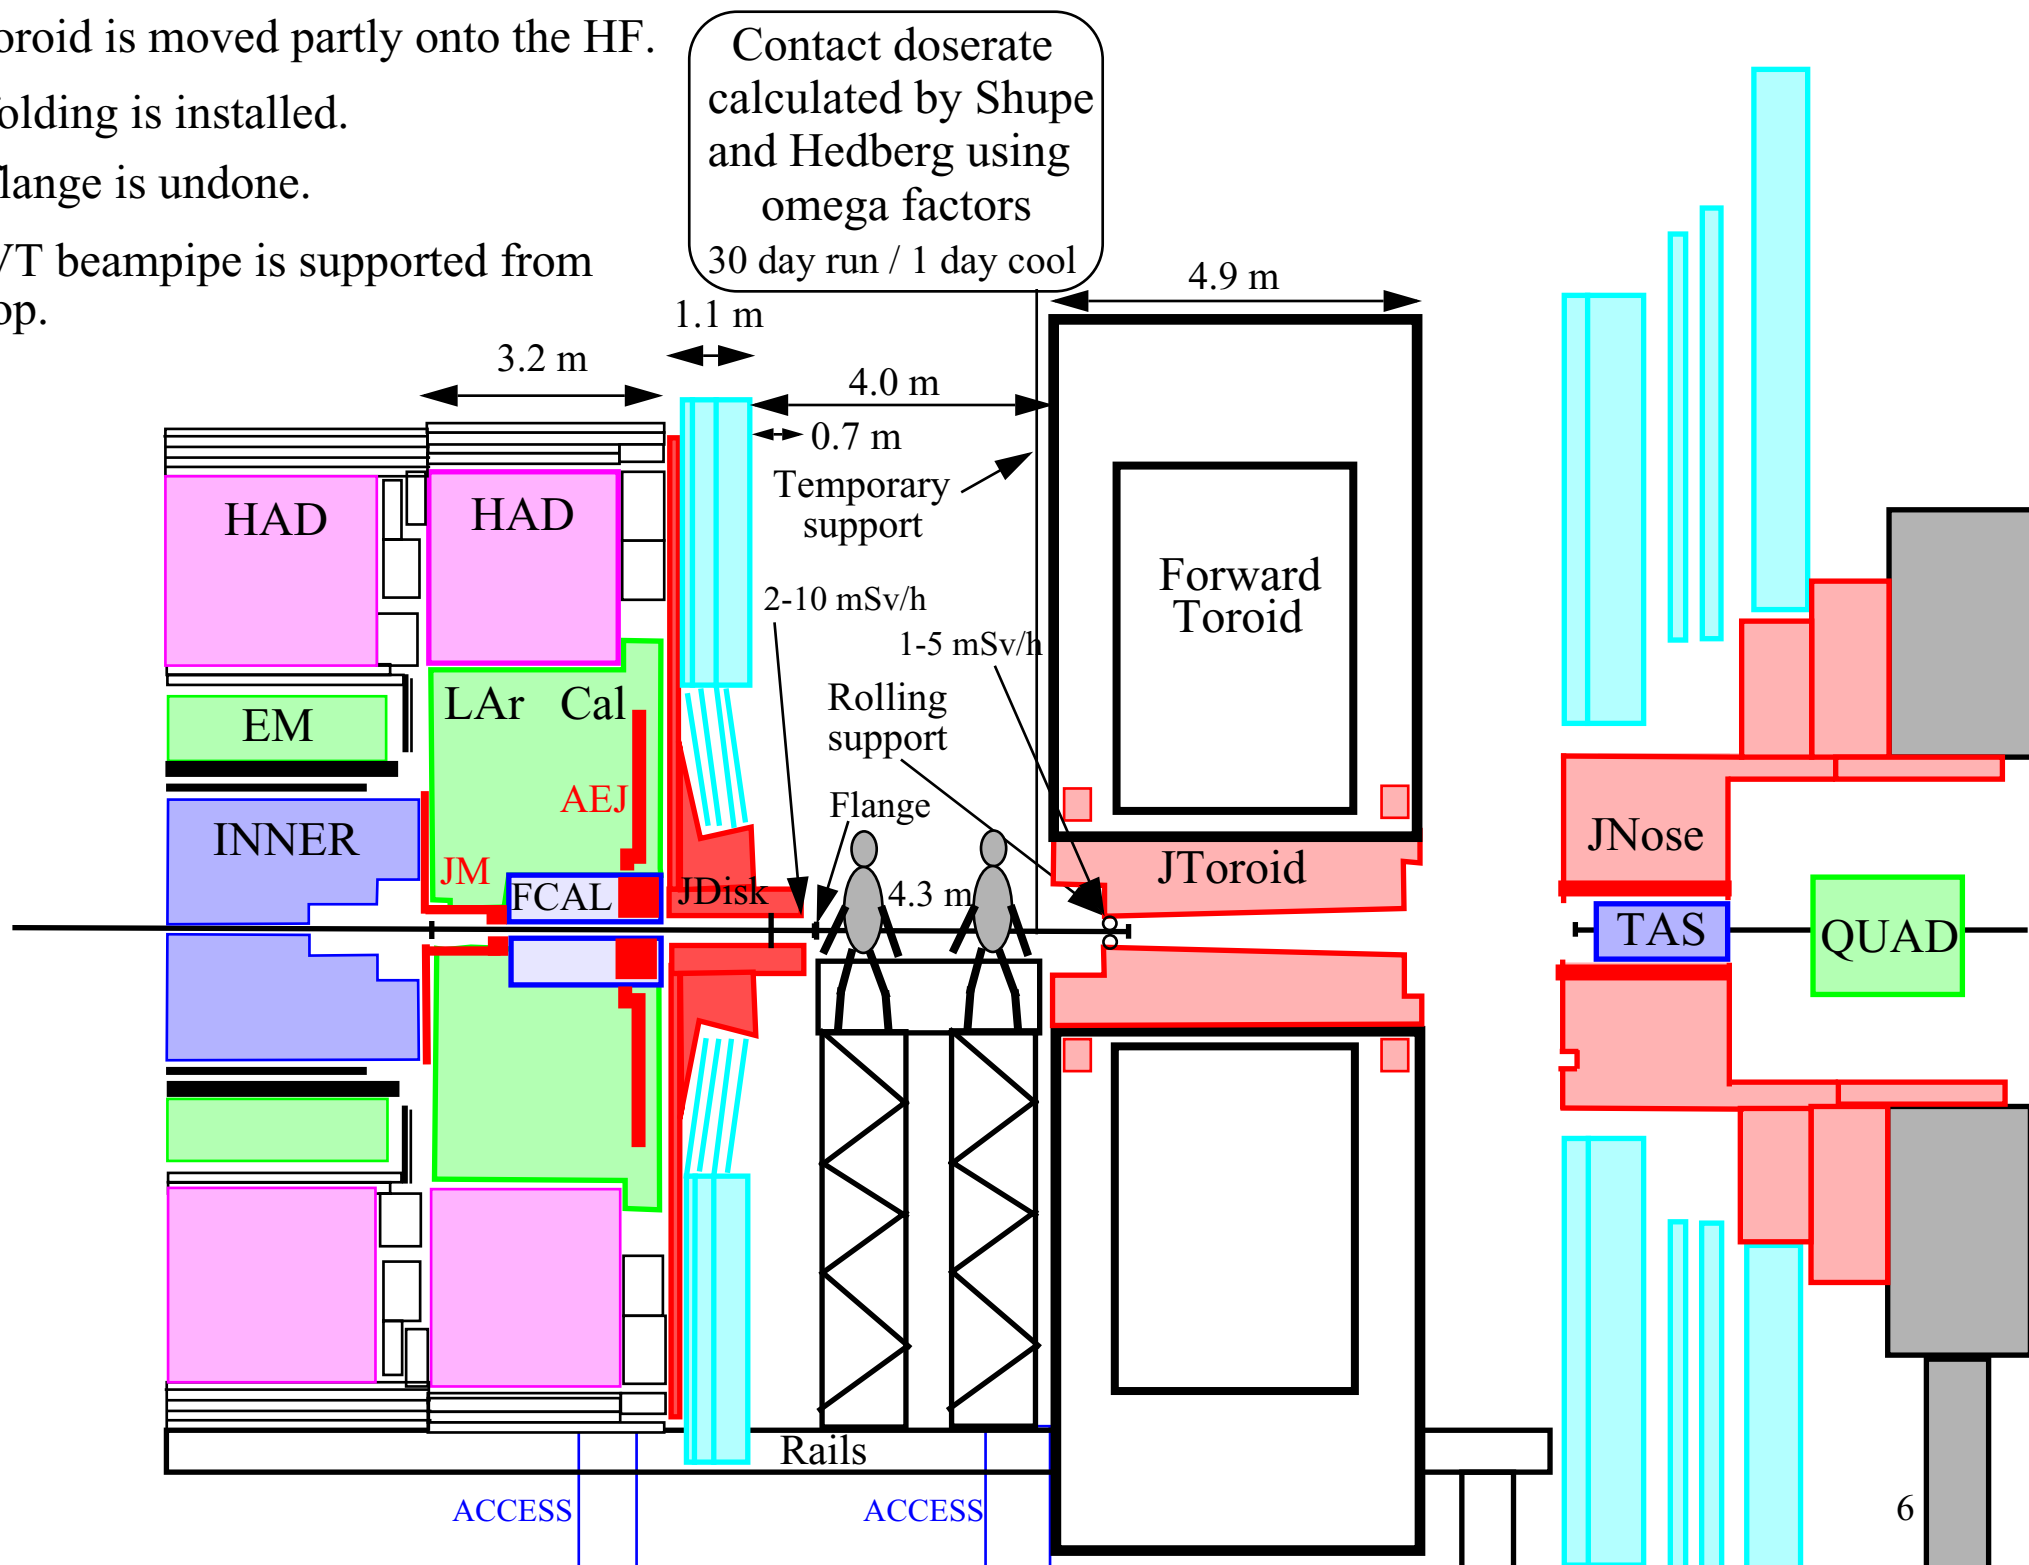 oroid is moved partly onto the HF.
olding is installed.
lange is undone.
VT beampipe is supported from
op.
Contact doserate
calculated by Shupe
and Hedberg using
omega factors
30 day run / 1 day cool
4.9 m
1.1 m
3.2 m
4.0 m
0.7 m
Temporary
support
HAD
HAD
Forward
Toroid
2-10 mSv/h
1-5 mSv/h
Rolling
support
LAr Cal
EM
AEJ
Flange
INNER
JM
FCAL
JDisk
4.3 m
JToroid
JNose
TAS
QUAD
Rails
ACCESS
ACCESS
6